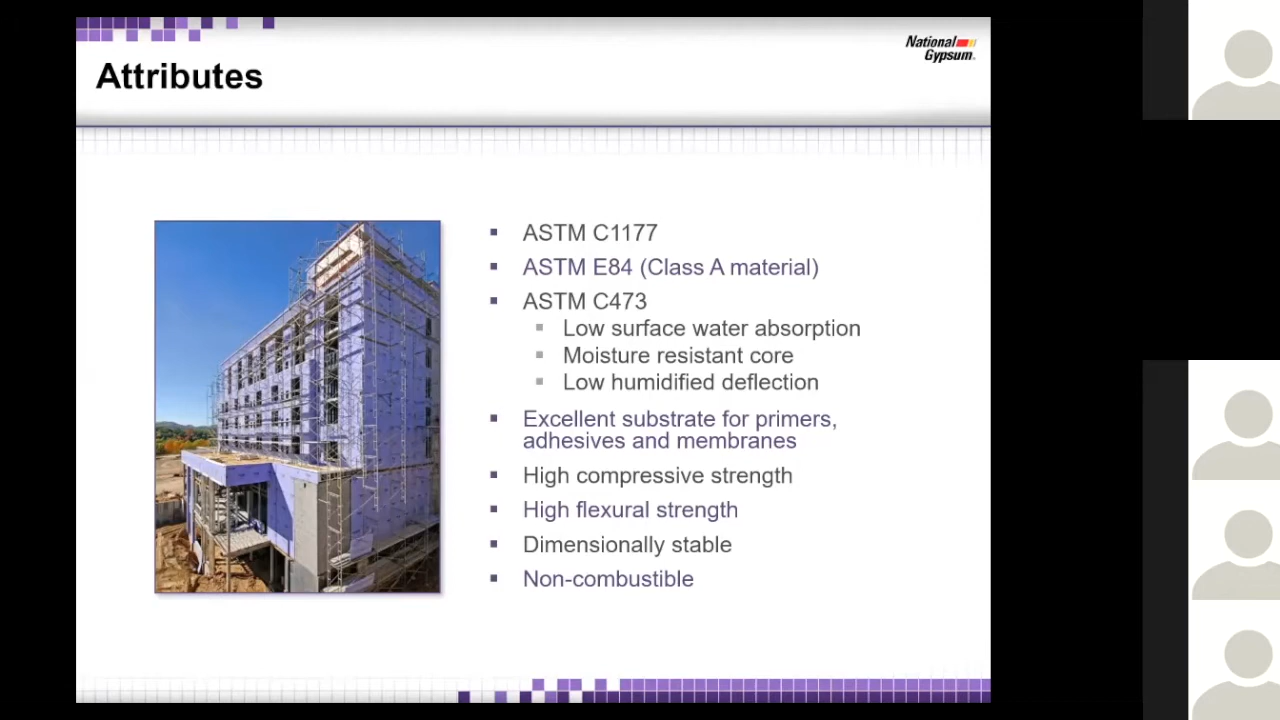 National
Gypsum
Attributes
ASTM C1177
ASTM E84 (Class A material)
ASTM C473
Low surface water absorption
Moisture resistant core
Low humidified deflection
Excellent substrate for primers,
adhesives and membranes
High compressive strength
High flexural strength
Dimensionally stable
Non-combustible